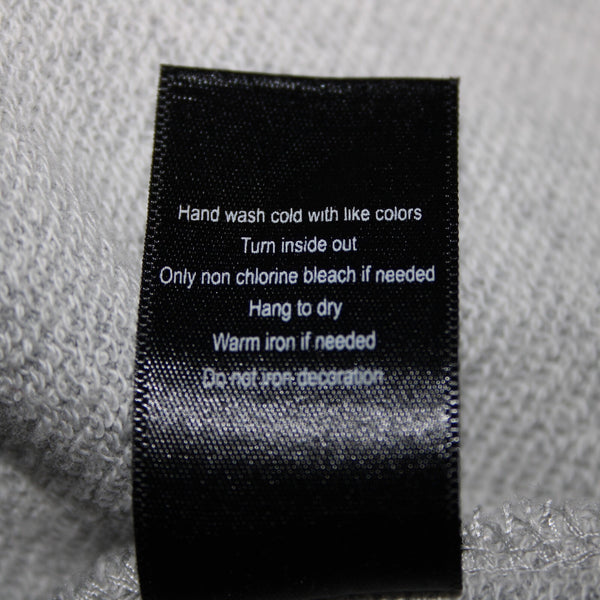 Hand wash cold with like colors
Turn inside out
Only non chlorine bleach if needed
Hang to dry
Warm iron if needed
Do not iron decoration